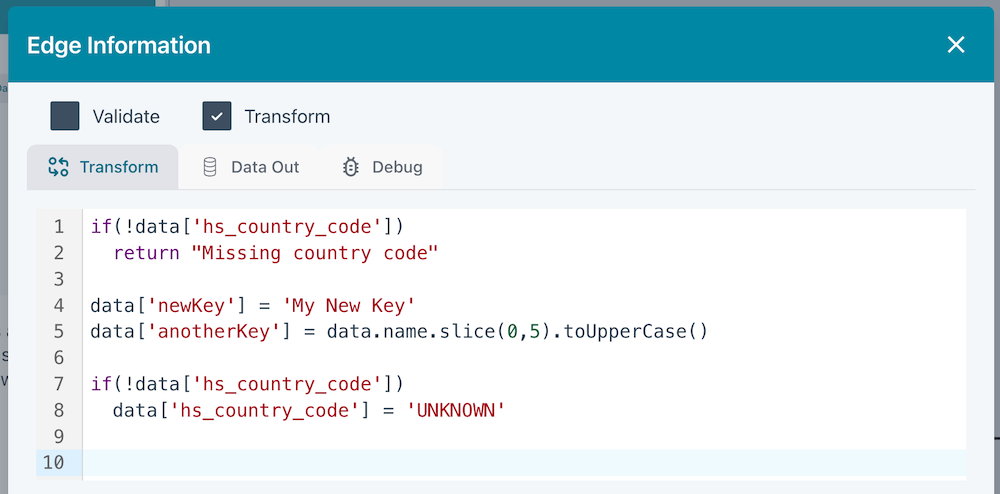 Edge Information
Validate
Transform
Transform
Data Out
Debug
1 if(!data['hs_country_code'])
2   return "Missing country code"
3
4 data['newKey'] = 'My New Key'
5 data['anotherKey'] = data.name.slice(0,5).toUpperCase()
6
7 if(!data['hs_country_code'])
8   data['hs_country_code'] = 'UNKNOWN'
9
10